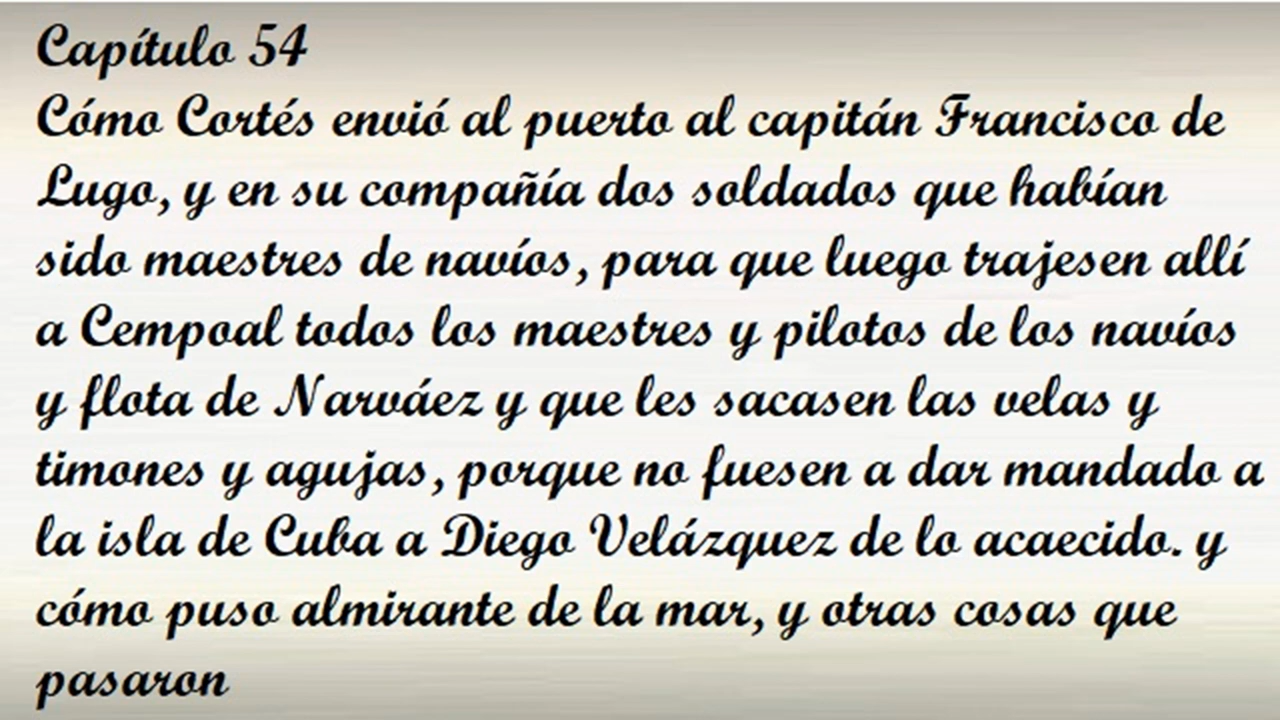 Capítulo 54
Cómo Cortés envió al puerto al capitán Francisco de
Lugo, y en su compañía dos soldados que habían
sido maestres de navíos, para que luego trajesen allí
a Cempoal todos los maestres y pilotos de los navíos
y flota de Narváez y que les sacasen las velas y
timones y agujas, porque no fuesen a dar mandado a
la isla de Cuba a Diego Velázquez de lo acaecido. y
cómo puso almirante de la mar, y otras cosas que
pasaron